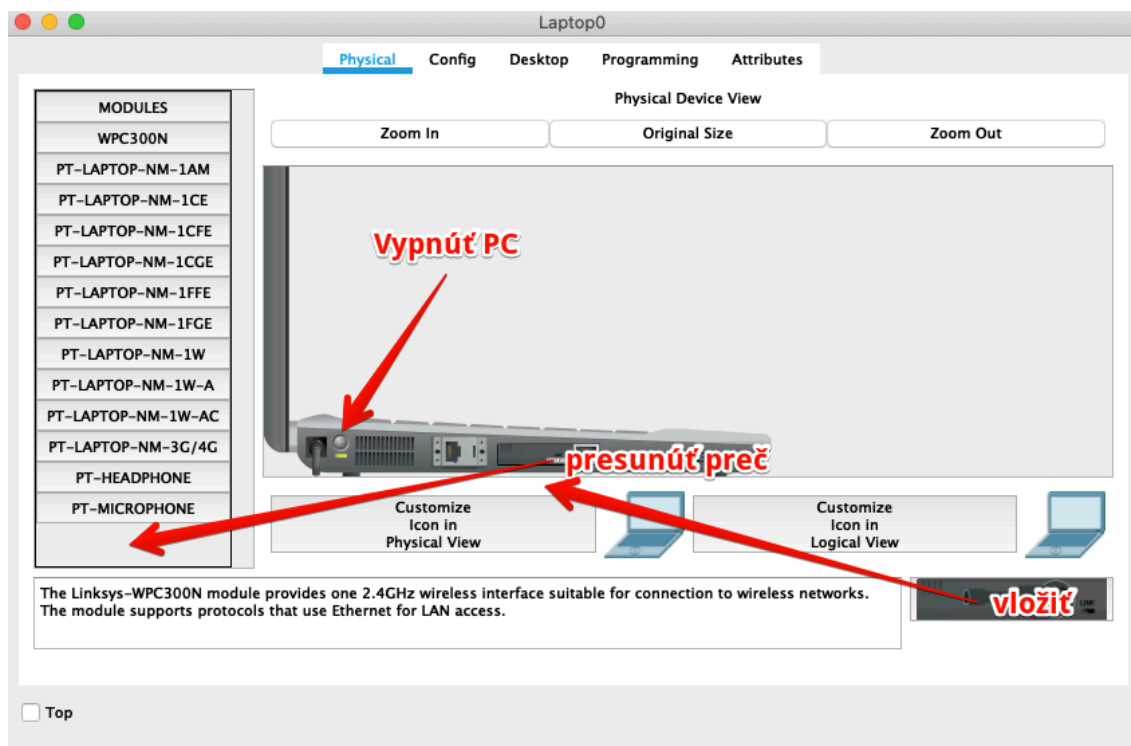 Laptop0
Physical
Config
Desktop
Programming
Attributes
MODULES
WPC300N
PT-LAPTOP-NM-1AM
PT-LAPTOP-NM-1CE
PT-LAPTOP-NM-1CFE
PT-LAPTOP-NM-1CGE
PT-LAPTOP-NM-1FFE
PT-LAPTOP-NM-1FGE
PT-LAPTOP-NM-1W
PT-LAPTOP-NM-1W-A
PT-LAPTOP-NM-1W-AC
PT-LAPTOP-NM-3G/4G
PT-HEADPHONE
PT-MICROPHONE
Physical Device View
Zoom In
Original Size
Zoom Out
Vypnúť PC
presunúť preč
Customize
Icon in
Physical View
Customize
Icon in
Logical View
The Linksys-WPC300N module provides one 2.4GHz wireless interface suitable for connection to wireless networks.
The module supports protocols that use Ethernet for LAN access.
vložiť
LINK
Top